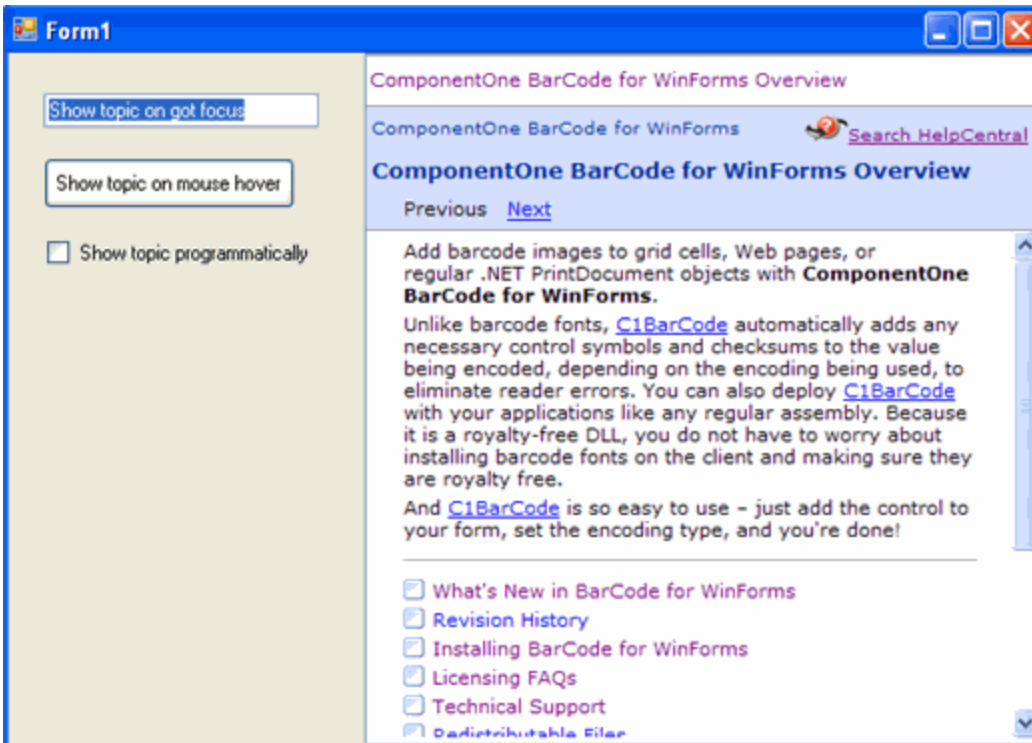 Form1
Show topic on got focus
Show topic on mouse hover
Show topic programmatically
ComponentOne BarCode for WinForms Overview
ComponentOne BarCode for WinForms
Search HelpCentral
ComponentOne BarCode for WinForms Overview
Previous Next
Add barcode images to grid cells, Web pages, or
regular .NET PrintDocument objects with ComponentOne
BarCode for WinForms.
Unlike barcode fonts, C1BarCode automatically adds any
necessary control symbols and checksums to the value
being encoded, depending on the encoding being used, to
eliminate reader errors. You can also deploy C1BarCode
with your applications like any regular assembly. Because
it is a royalty-free DLL, you do not have to worry about
installing barcode fonts on the client and making sure they
are royalty free.
And C1BarCode is so easy to use – just add the control to
your form, set the encoding type, and you're done!
What's New in BarCode for WinForms
Revision History
Installing BarCode for WinForms
Licensing FAQs
Technical Support
Redistributable Files